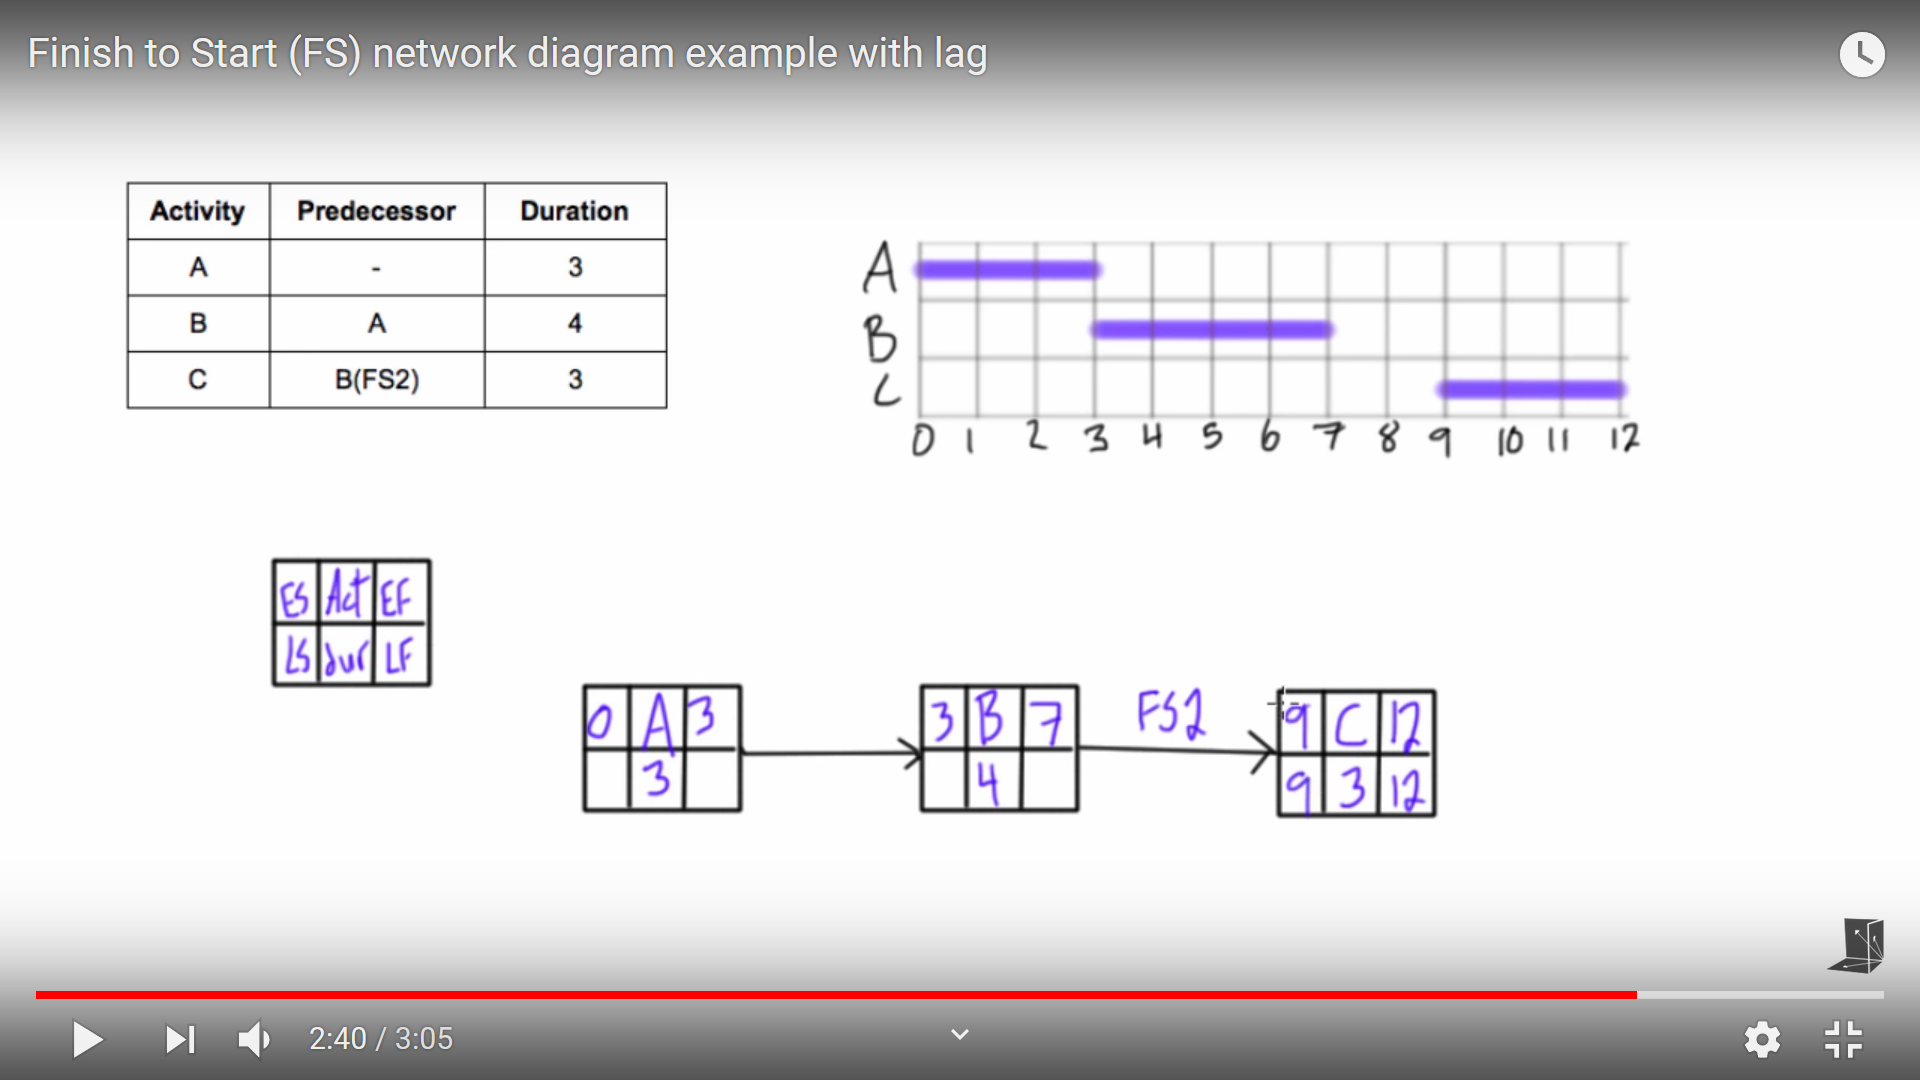 Finish to Start (FS) network diagram example with lag
Activity Predecessor Duration
A - 3
B A 4
C B(FS2) 3
A
B
C
0 1 2 3 4 5 6 7 8 9 10 11 12
ES Act EF
LS dur LF
0 A 3
3
3 B 7
4
FS2
9 C 12
9 3 12
2:40 / 3:05